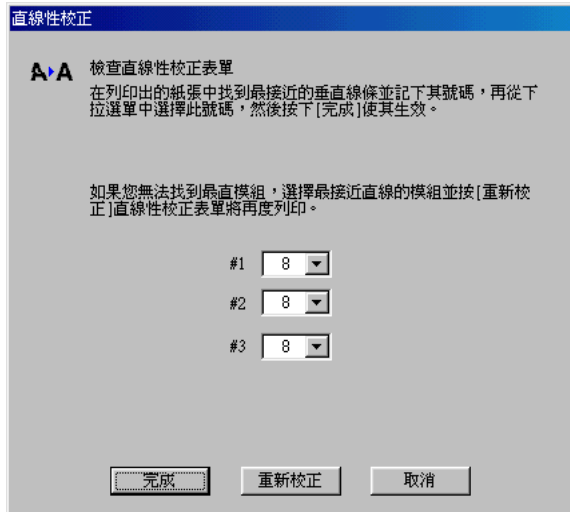 直線性校正
A▸A 檢查直線性校正表單
在列印出的紙張中找到最接近的垂直線條並記下其號碼，再從下
拉選單中選擇此號碼，然後按下[完成]使其生效。
如果您無法找到最直模組，選擇最接近直線的模組並按[重新校
正]直線性校正表單將再度列印。
#1 8
#2 8
#3 8
完成 重新校正 取消